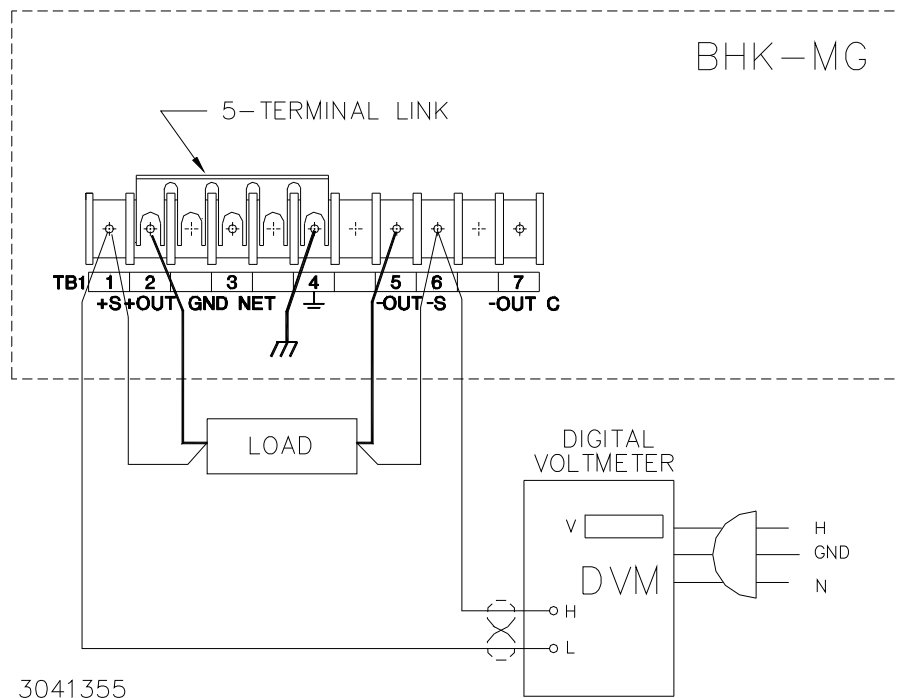 BHK-MG
5-TERMINAL LINK
TB1 1 2 3 4 5 6 7
+S +OUT GND NET -OUT -S -OUT C
LOAD
DIGITAL
VOLTMETER
V
H
GND
DVM
N
H
L
3041355